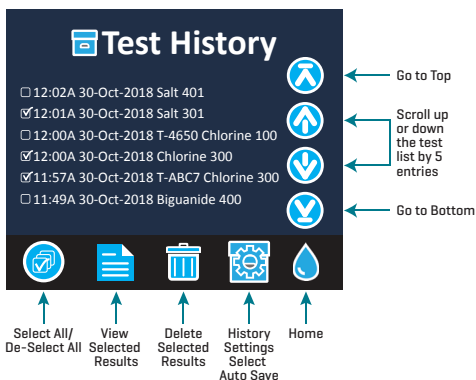 Test History
12:02A 30-Oct-2018 Salt 401
12:01A 30-Oct-2018 Salt 301
12:00A 30-Oct-2018 T-4650 Chlorine 100
12:00A 30-Oct-2018 Chlorine 300
11:57A 30-Oct-2018 T-ABC7 Chlorine 300
11:49A 30-Oct-2018 Biguanide 400
Go to Top
Scroll up
or down
the test
list by 5
entries
Go to Bottom
Select All/
De-Select All
View
Selected
Results
Delete
Selected
Results
History
Settings
Select
Auto Save
Home